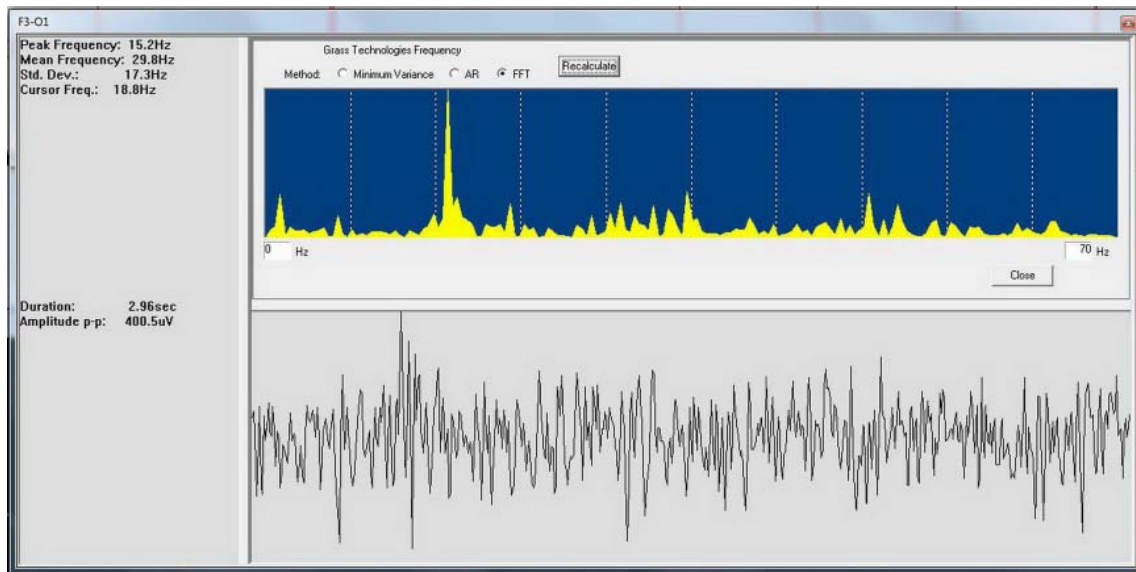 F3-O1
Peak Frequency: 15.2Hz
Mean Frequency: 29.8Hz
Std. Dev.: 17.3Hz
Cursor Freq.: 18.8Hz
Grass Technologies Frequency
Method: Minimum Variance AR FFT Recalculate
0 Hz 70 Hz
Close
Duration: 2.96sec
Amplitude p-p: 400.5uV